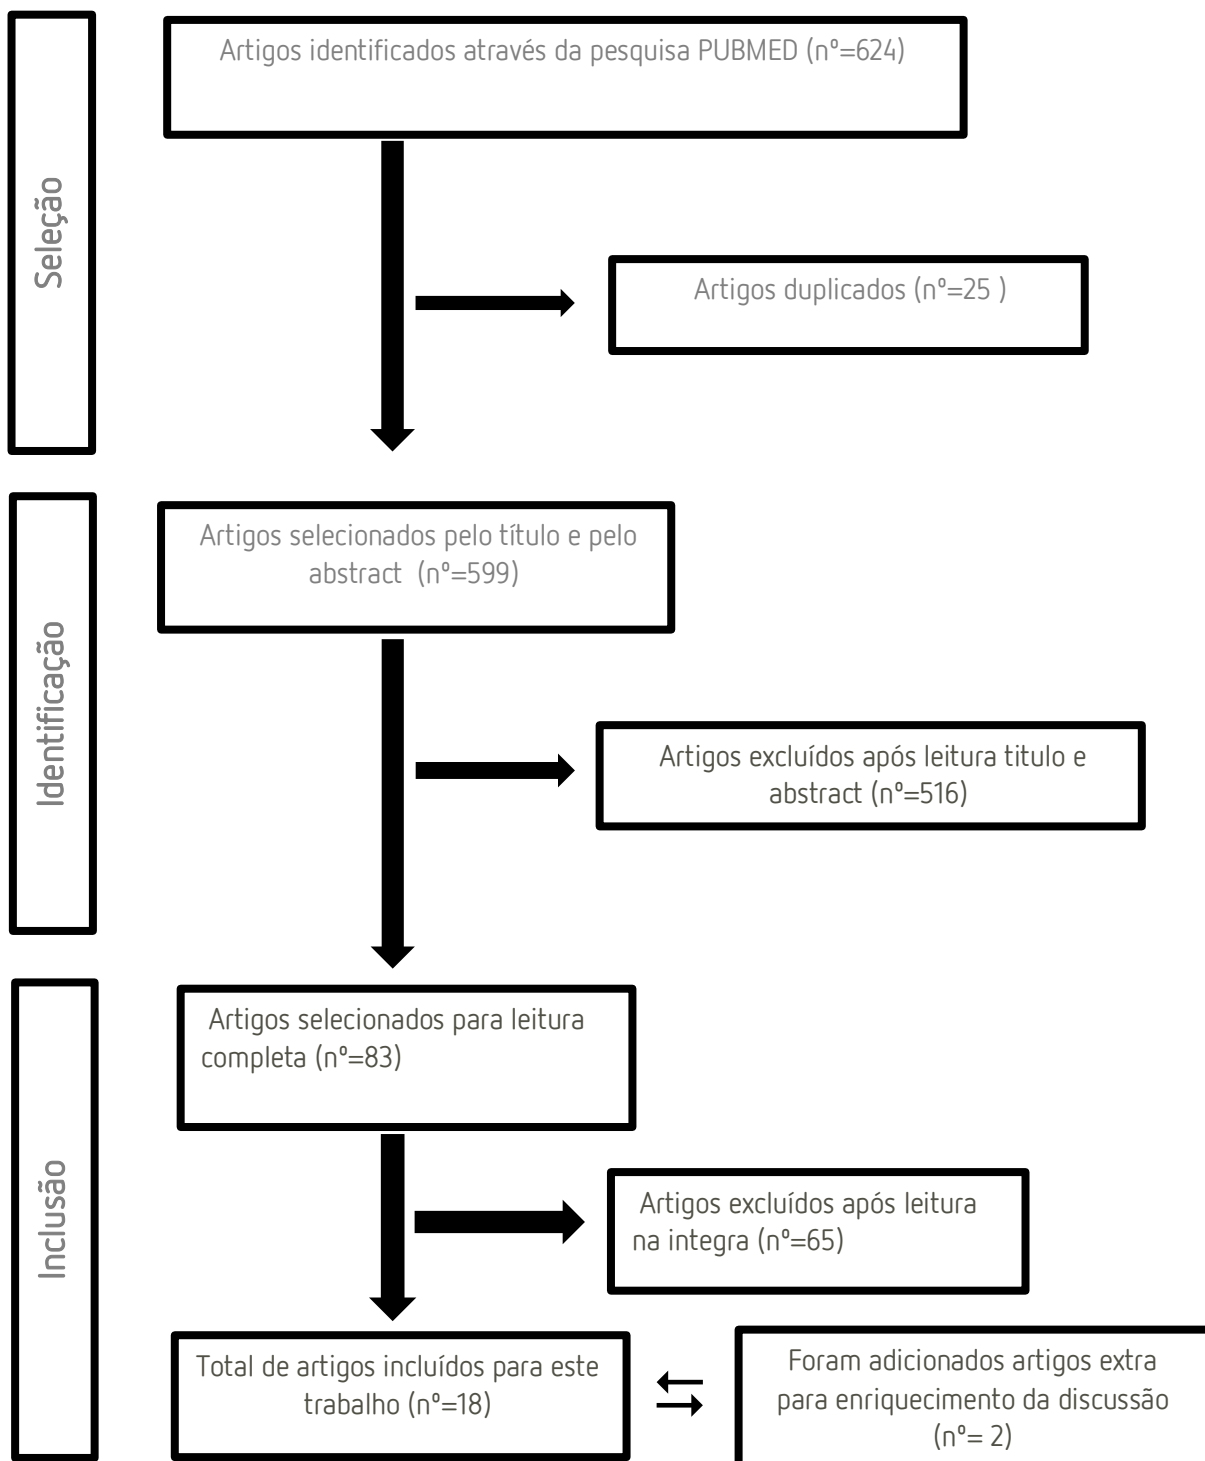 Seleção
Artigos identificados através da pesquisa PUBMED (nº=624)
Artigos duplicados (nº=25 )
Identificação
Artigos selecionados pelo título e pelo
abstract (nº=599)
Artigos excluídos após leitura titulo e
abstract (nº=516)
Inclusão
Artigos selecionados para leitura
completa (nº=83)
Artigos excluídos após leitura
na integra (nº=65)
Total de artigos incluídos para este
trabalho (nº=18)
Foram adicionados artigos extra
para enriquecimento da discussão
(nº= 2)